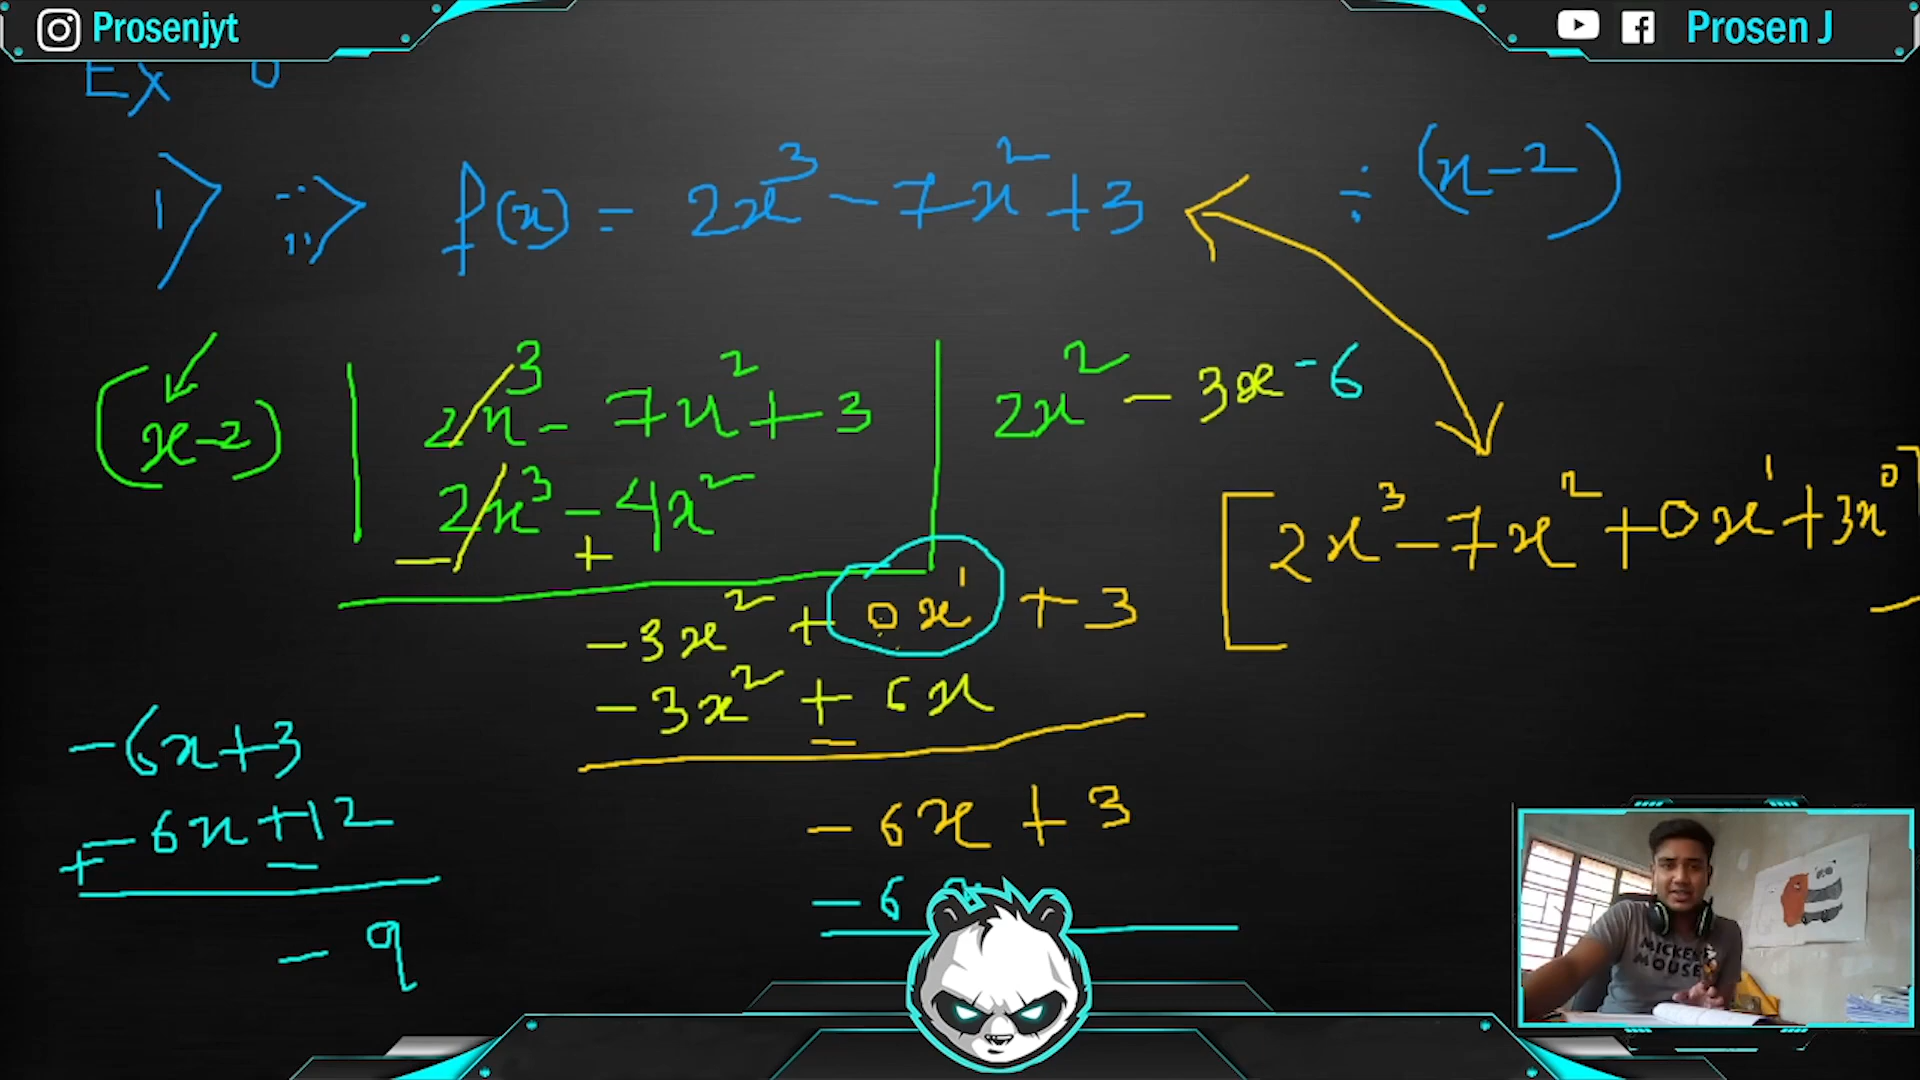 Prosenjyt
Prosen J
Ex
1) ii) f(x) = 2x³ - 7x² + 3 ÷ (x-2)
(x-2) | 2x³ - 7x² + 3 | 2x² - 3x - 6
2x³ - 4x²
- +
[2x³ - 7x² + 0x¹ + 3x⁰]
-3x² + 0x¹ + 3
-3x² + 6x
-
-6x + 3
-6
-6x+3
-6x+12
+ -
-9
MICKEY
MOUSE